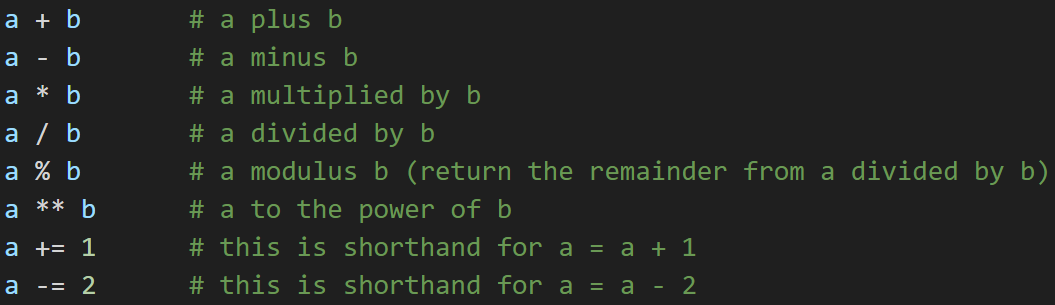 a + b       # a plus b
a - b       # a minus b
a * b       # a multiplied by b
a / b       # a divided by b
a % b       # a modulus b (return the remainder from a divided by b)
a ** b      # a to the power of b
a += 1      # this is shorthand for a = a + 1
a -= 2      # this is shorthand for a = a - 2